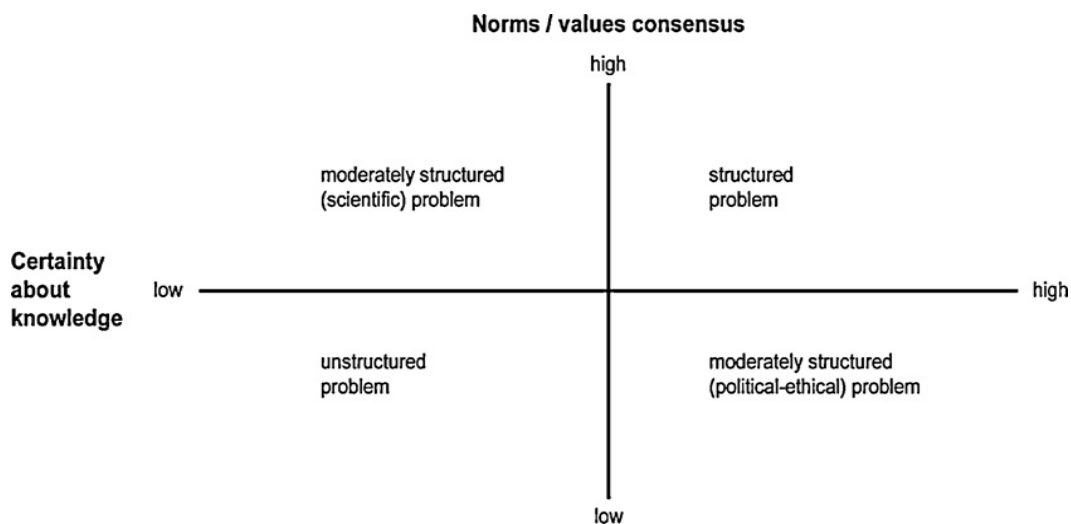 Norms / values consensus
high
moderately structured
(scientific) problem
structured
problem
Certainty
about
knowledge
low
high
unstructured
problem
moderately structured
(political-ethical) problem
low